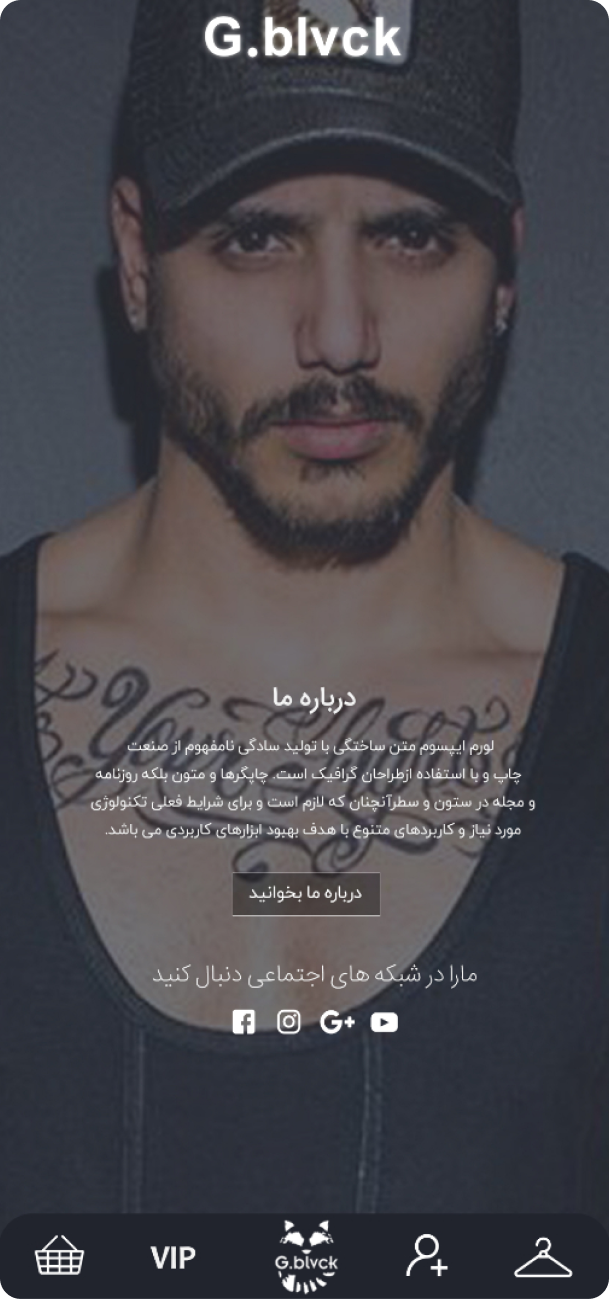 G.blvck
درباره ما
لورم ایپسوم متن ساختگی با تولید سادگی نامفهوم از صنعت
چاپ و با استفاده ازطراحان گرافیک است. چاپگرها و متون بلکه روزنامه
و مجله در ستون و سطرآنچنان که لازم است و برای شرایط فعلی تکنولوژی
مورد نیاز و کاربردهای متنوع با هدف بهبود ابزارهای کاربردی می باشد.
درباره ما بخوانید
مارا در شبکه های اجتماعی دنبال کنید
G+
VIP
G.blvck